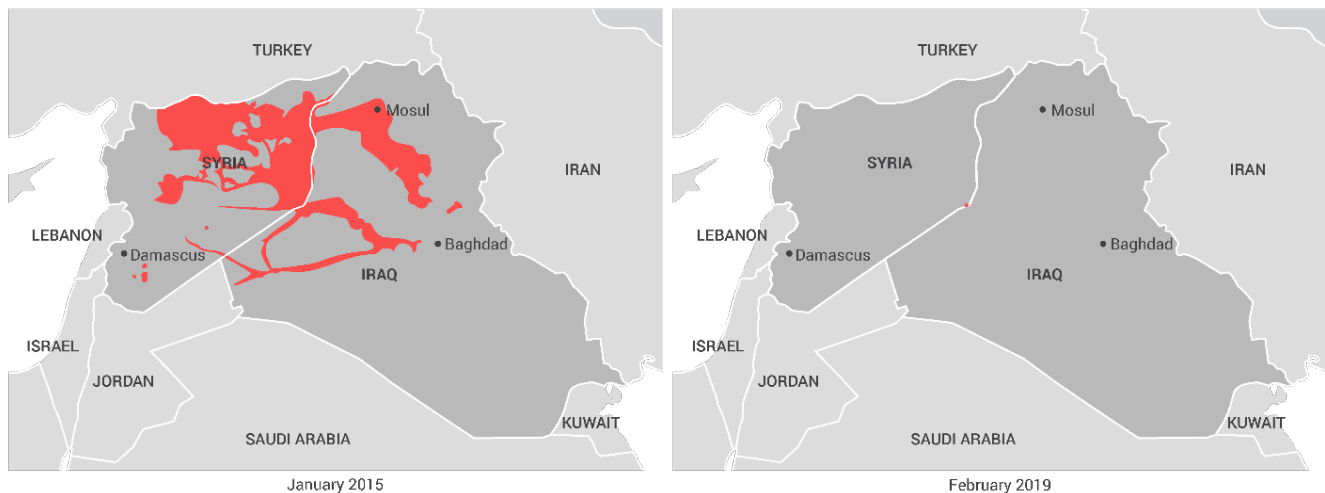 TURKEY
Mosul
SYRIA
IRAN
LEBANON
Damascus
Baghdad
IRAQ
ISRAEL
JORDAN
SAUDI ARABIA
KUWAIT
January 2015
TURKEY
Mosul
SYRIA
IRAN
LEBANON
Damascus
Baghdad
IRAQ
ISRAEL
JORDAN
SAUDI ARABIA
KUWAIT
February 2019